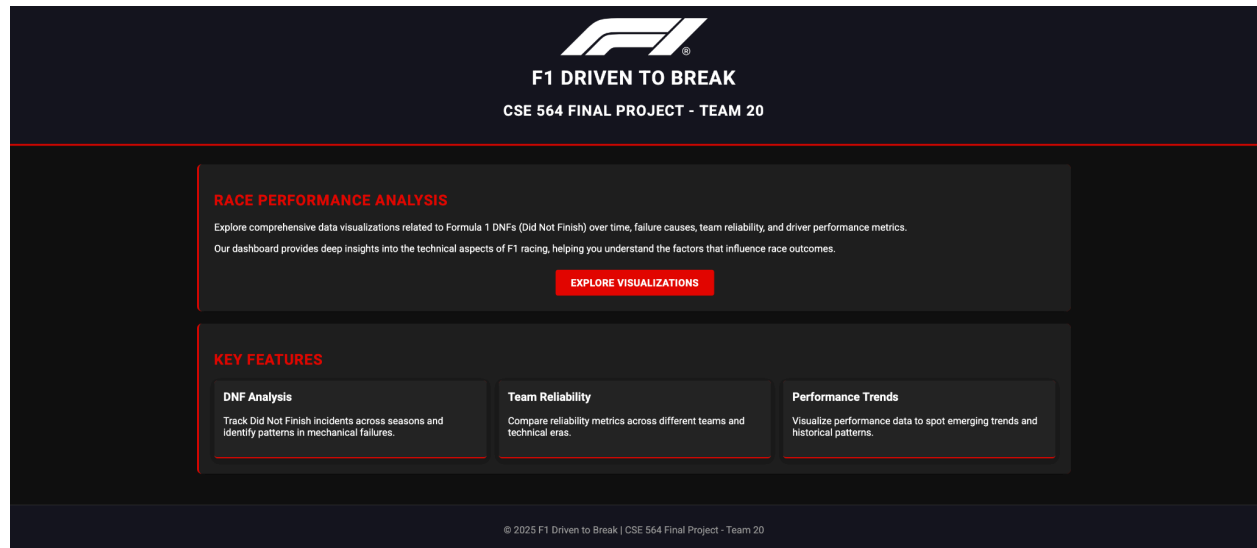 F1®
F1 DRIVEN TO BREAK
CSE 564 FINAL PROJECT - TEAM 20
RACE PERFORMANCE ANALYSIS
Explore comprehensive data visualizations related to Formula 1 DNFs (Did Not Finish) over time, failure causes, team reliability, and driver performance metrics.
Our dashboard provides deep insights into the technical aspects of F1 racing, helping you understand the factors that influence race outcomes.
EXPLORE VISUALIZATIONS
KEY FEATURES
DNF Analysis
Track Did Not Finish incidents across seasons and
identify patterns in mechanical failures.
Team Reliability
Compare reliability metrics across different teams and
technical eras.
Performance Trends
Visualize performance data to spot emerging trends and
historical patterns.
© 2025 F1 Driven to Break | CSE 564 Final Project - Team 20